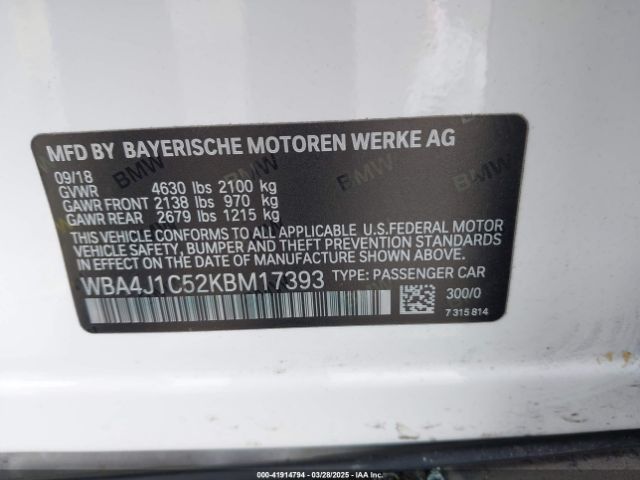 MFD BY BAYERISCHE MOTOREN WERKE AG
09/18
GVWR 4630 lbs 2100 kg
GAWR FRONT 2138 lbs 970 kg
GAWR REAR 2679 lbs 1215 kg
THIS VEHICLE CONFORMS TO ALL APPLICABLE U.S.FEDERAL MOTOR
VEHICLE SAFETY, BUMPER AND THEFT PREVENTION STANDARDS
IN EFFECT ON THE DATE OF MANUFACTURE SHOWN ABOVE.
WBA4J1C52KBM17393 TYPE: PASSENGER CAR
300/0
7 315 814
000-41914794 | 03/28/2025 | IAA, Inc.